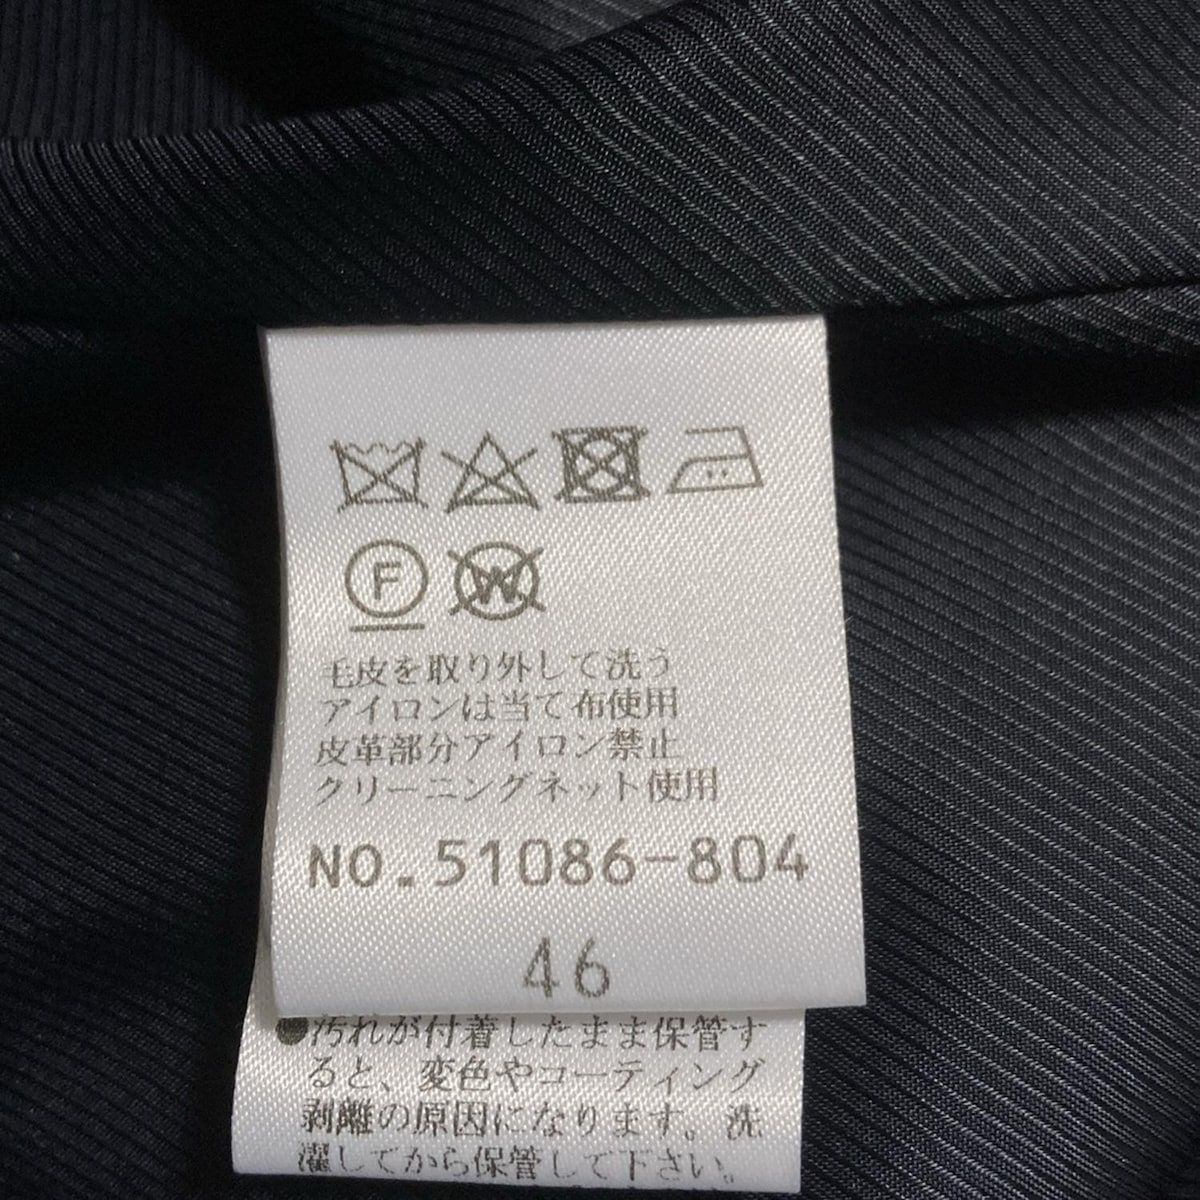 F W
毛皮を取り外して洗う
アイロンは当て布使用
皮革部分アイロン禁止
クリーニングネット使用
NO.51086-804
46
●汚れが付着したまま保管す
ると、変色やコーティング
剥離の原因になります。洗
濯してから保管して下さい。